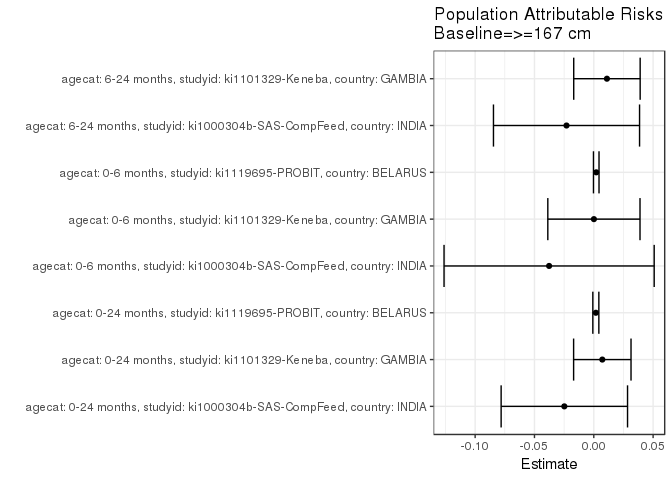 Population Attributable Risks
Baseline=>=167 cm
agecat: 6-24 months, studyid: ki1101329-Keneba, country: GAMBIA
agecat: 6-24 months, studyid: ki1000304b-SAS-CompFeed, country: INDIA
agecat: 0-6 months, studyid: ki1119695-PROBIT, country: BELARUS
agecat: 0-6 months, studyid: ki1101329-Keneba, country: GAMBIA
agecat: 0-6 months, studyid: ki1000304b-SAS-CompFeed, country: INDIA
agecat: 0-24 months, studyid: ki1119695-PROBIT, country: BELARUS
agecat: 0-24 months, studyid: ki1101329-Keneba, country: GAMBIA
agecat: 0-24 months, studyid: ki1000304b-SAS-CompFeed, country: INDIA
-0.10 -0.05 0.00 0.05
Estimate